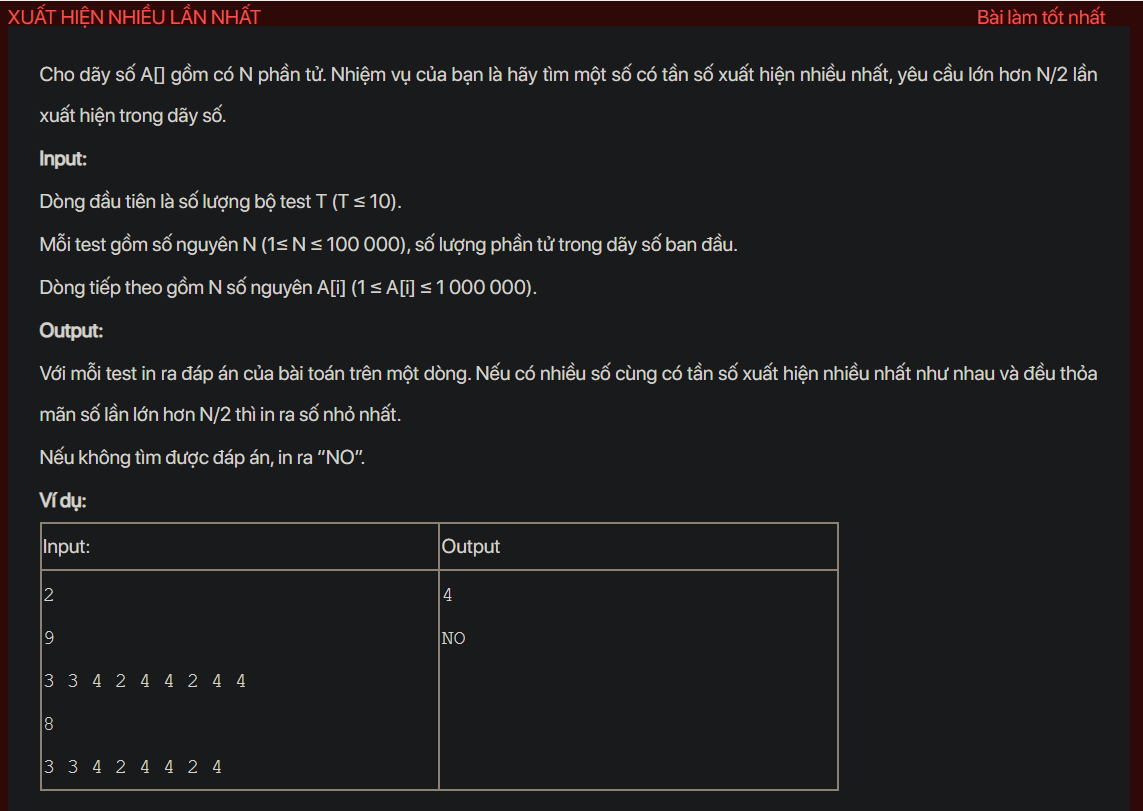 XUẤT HIỆN NHIỀU LẦN NHẤT
Bài làm tốt nhất
Cho dãy số A[] gồm có N phần tử. Nhiệm vụ của bạn là hãy tìm một số có tần số xuất hiện nhiều nhất, yêu cầu lớn hơn N/2 lần
xuất hiện trong dãy số.
Input:
Dòng đầu tiên là số lượng bộ test T (T ≤ 10).
Mỗi test gồm số nguyên N (1≤ N ≤ 100 000), số lượng phần tử trong dãy số ban đầu.
Dòng tiếp theo gồm N số nguyên A[i] (1 ≤ A[i] ≤ 1 000 000).
Output:
Với mỗi test in ra đáp án của bài toán trên một dòng. Nếu có nhiều số cùng có tần số xuất hiện nhiều nhất như nhau và đều thỏa
mãn số lần lớn hơn N/2 thì in ra số nhỏ nhất.
Nếu không tìm được đáp án, in ra “NO”.
Ví dụ:
Input: Output
2 4
9 NO
3 3 4 2 4 4 2 4 4
8
3 3 4 2 4 4 2 4